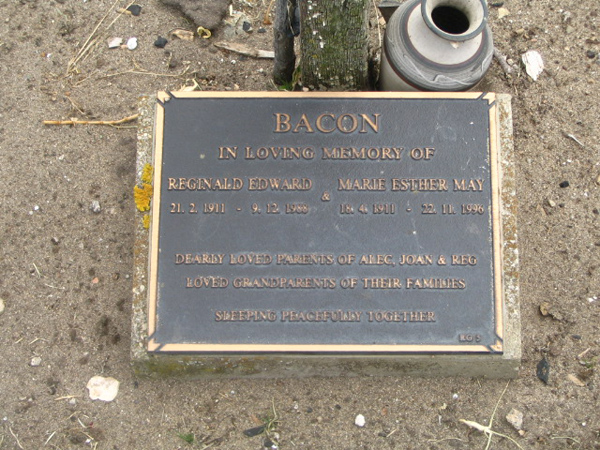 BACON
IN LOVING MEMORY OF
REGINALD EDWARD & MARIE ESTHER MAY
21. 2. 1911 - 9. 12. 1988 18. 4. 1911 - 22. 11. 1996
DEARLY LOVED PARENTS OF ALEC, JOAN & REG
LOVED GRANDPARENTS OF THEIR FAMILIES
SLEEPING PEACEFULLY TOGETHER